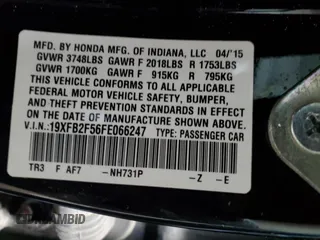 MFD. BY HONDA MFG. OF INDIANA, LLC 04/'15
GVWR 3748LBS GAWR F 2018LBS R 1753LBS
GVWR 1700KG GAWR F 915KG R 795KG
THIS VEHICLE CONFORMS TO ALL APPLICABLE
FEDERAL MOTOR VEHICLE SAFETY, BUMPER,
AND THEFT PREVENTION STANDARDS IN EFFECT
ON THE DATE OF MANUFACTURE SHOWN ABOVE.
V.I.N.:19XFB2F56FE066247 TYPE: PASSENGER CAR
TR3 F AF7 -NH731P -Z -E
CARIMBID